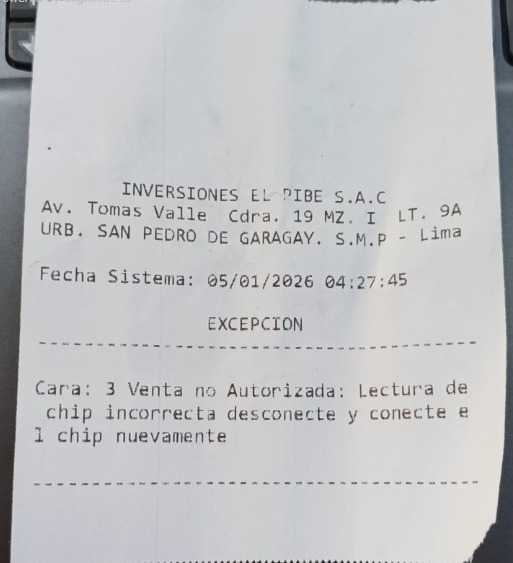 INVERSIONES EL PIBE S.A.C
Av. Tomas Valle Cdra. 19 MZ. I LT. 9A
URB. SAN PEDRO DE GARAGAY. S.M.P - Lima
Fecha Sistema: 05/01/2026 04:27:45
EXCEPCION
----------------------------------------
Cara: 3 Venta no Autorizada: Lectura de
chip incorrecta desconecte y conecte e
l chip nuevamente
----------------------------------------